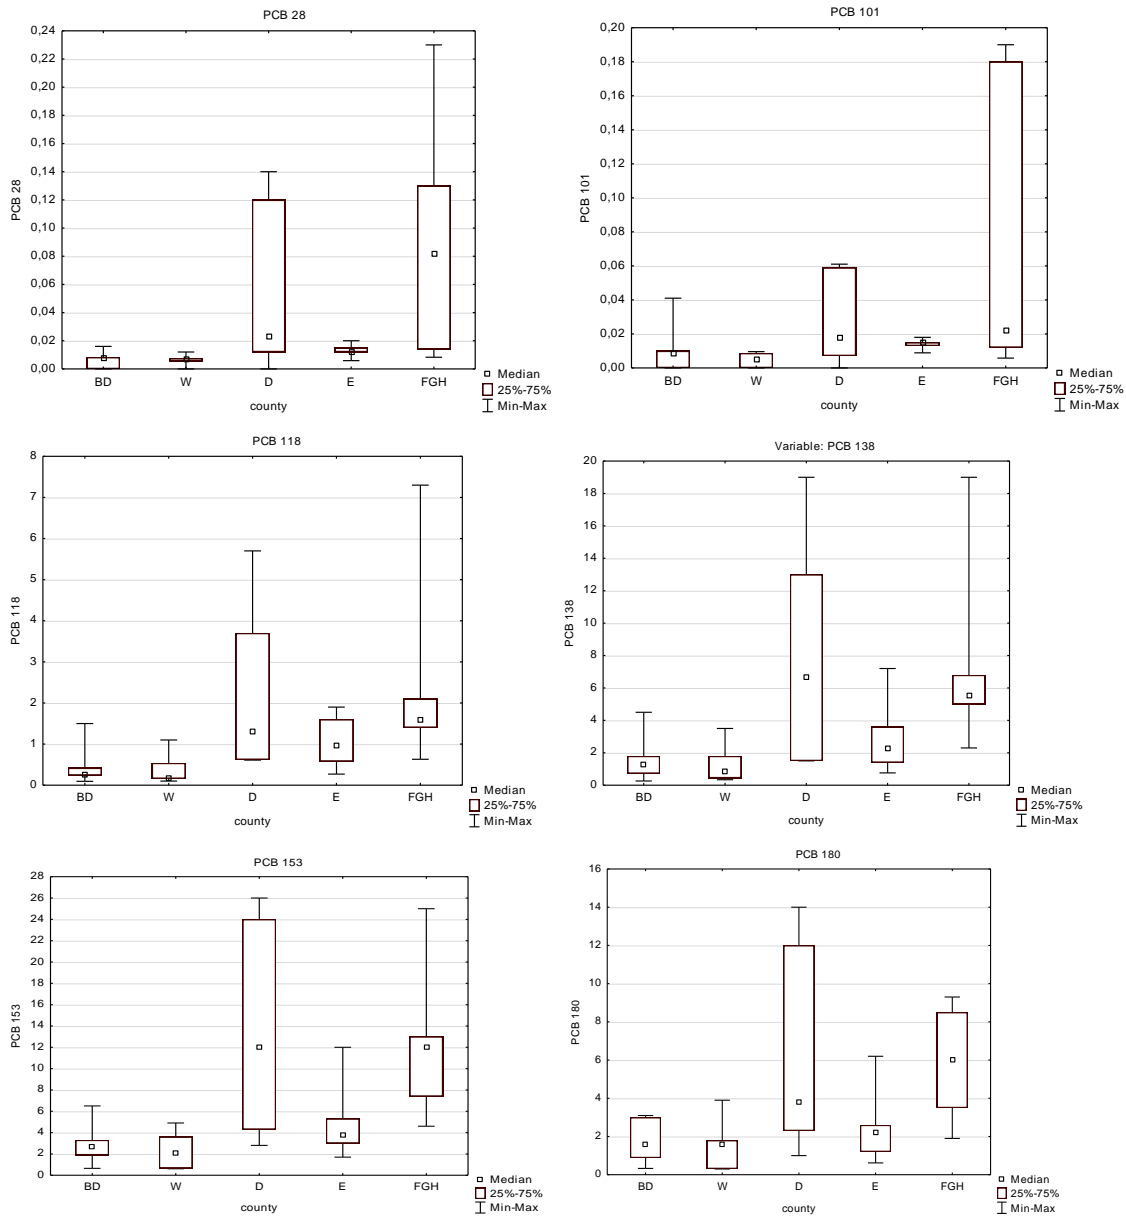 PCB 28
0,24
0,22
0,20
0,18
0,16
0,14
0,12
0,10
0,08
0,06
0,04
0,02
0,00
PCB 28
BD W D E FGH
county
Median
25%-75%
Min-Max
PCB 101
0,20
0,18
0,16
0,14
0,12
0,10
0,08
0,06
0,04
0,02
0,00
PCB 101
BD W D E FGH
county
Median
25%-75%
Min-Max
PCB 118
8
7
6
5
4
3
2
1
0
PCB 118
BD W D E FGH
county
Median
25%-75%
Min-Max
Variable: PCB 138
20
18
16
14
12
10
8
6
4
2
0
PCB 138
BD W D E FGH
county
Median
25%-75%
Min-Max
PCB 153
28
26
24
22
20
18
16
14
12
10
8
6
4
2
0
PCB 153
BD W D E FGH
county
Median
25%-75%
Min-Max
PCB 180
16
14
12
10
8
6
4
2
0
PCB 180
BD W D E FGH
county
Median
25%-75%
Min-Max